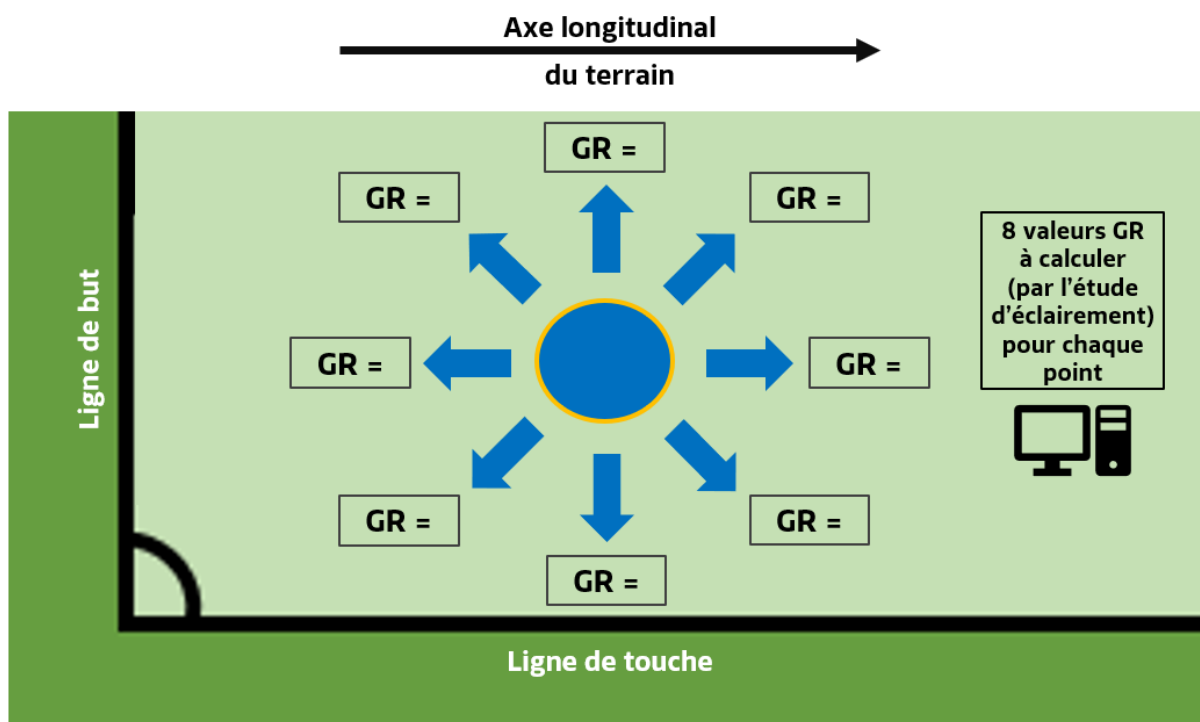 Axe longitudinal
du terrain
GR =
GR =
GR =
8 valeurs GR
à calculer
(par l'étude
d'éclairement)
pour chaque
point
Ligne de but
GR =
GR =
GR =
GR =
GR =
Ligne de touche